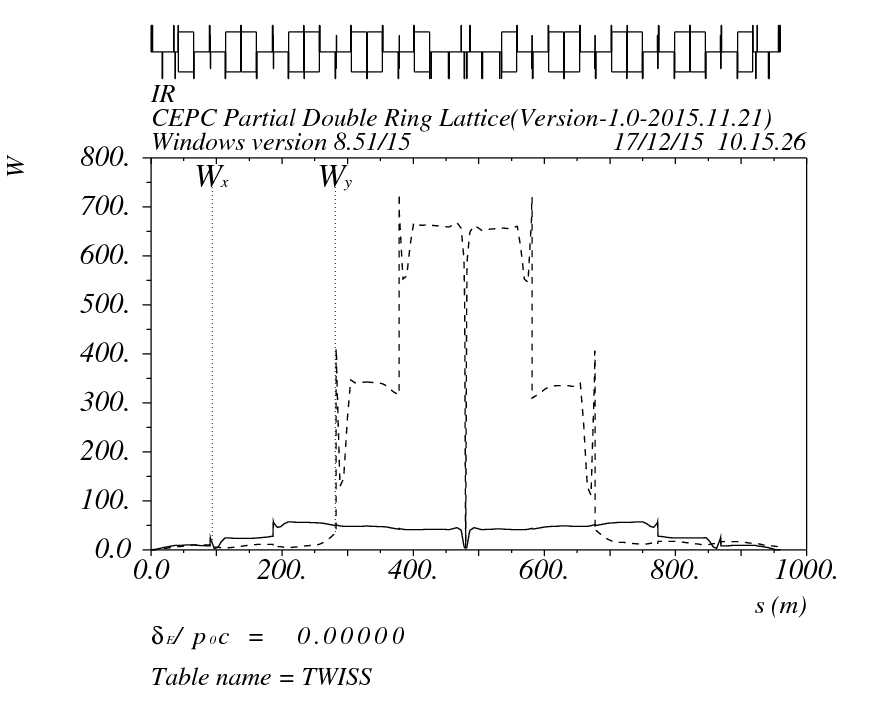 IR
CEPC Partial Double Ring Lattice(Version-1.0-2015.11.21)
Windows version 8.51/15 17/12/15 10.15.26
W
800.
Wx Wy
700.
600.
500.
400.
300.
200.
100.
0.0
0.0 200. 400. 600. 800. 1000.
s (m)
δE/ p0c = 0.00000
Table name = TWISS